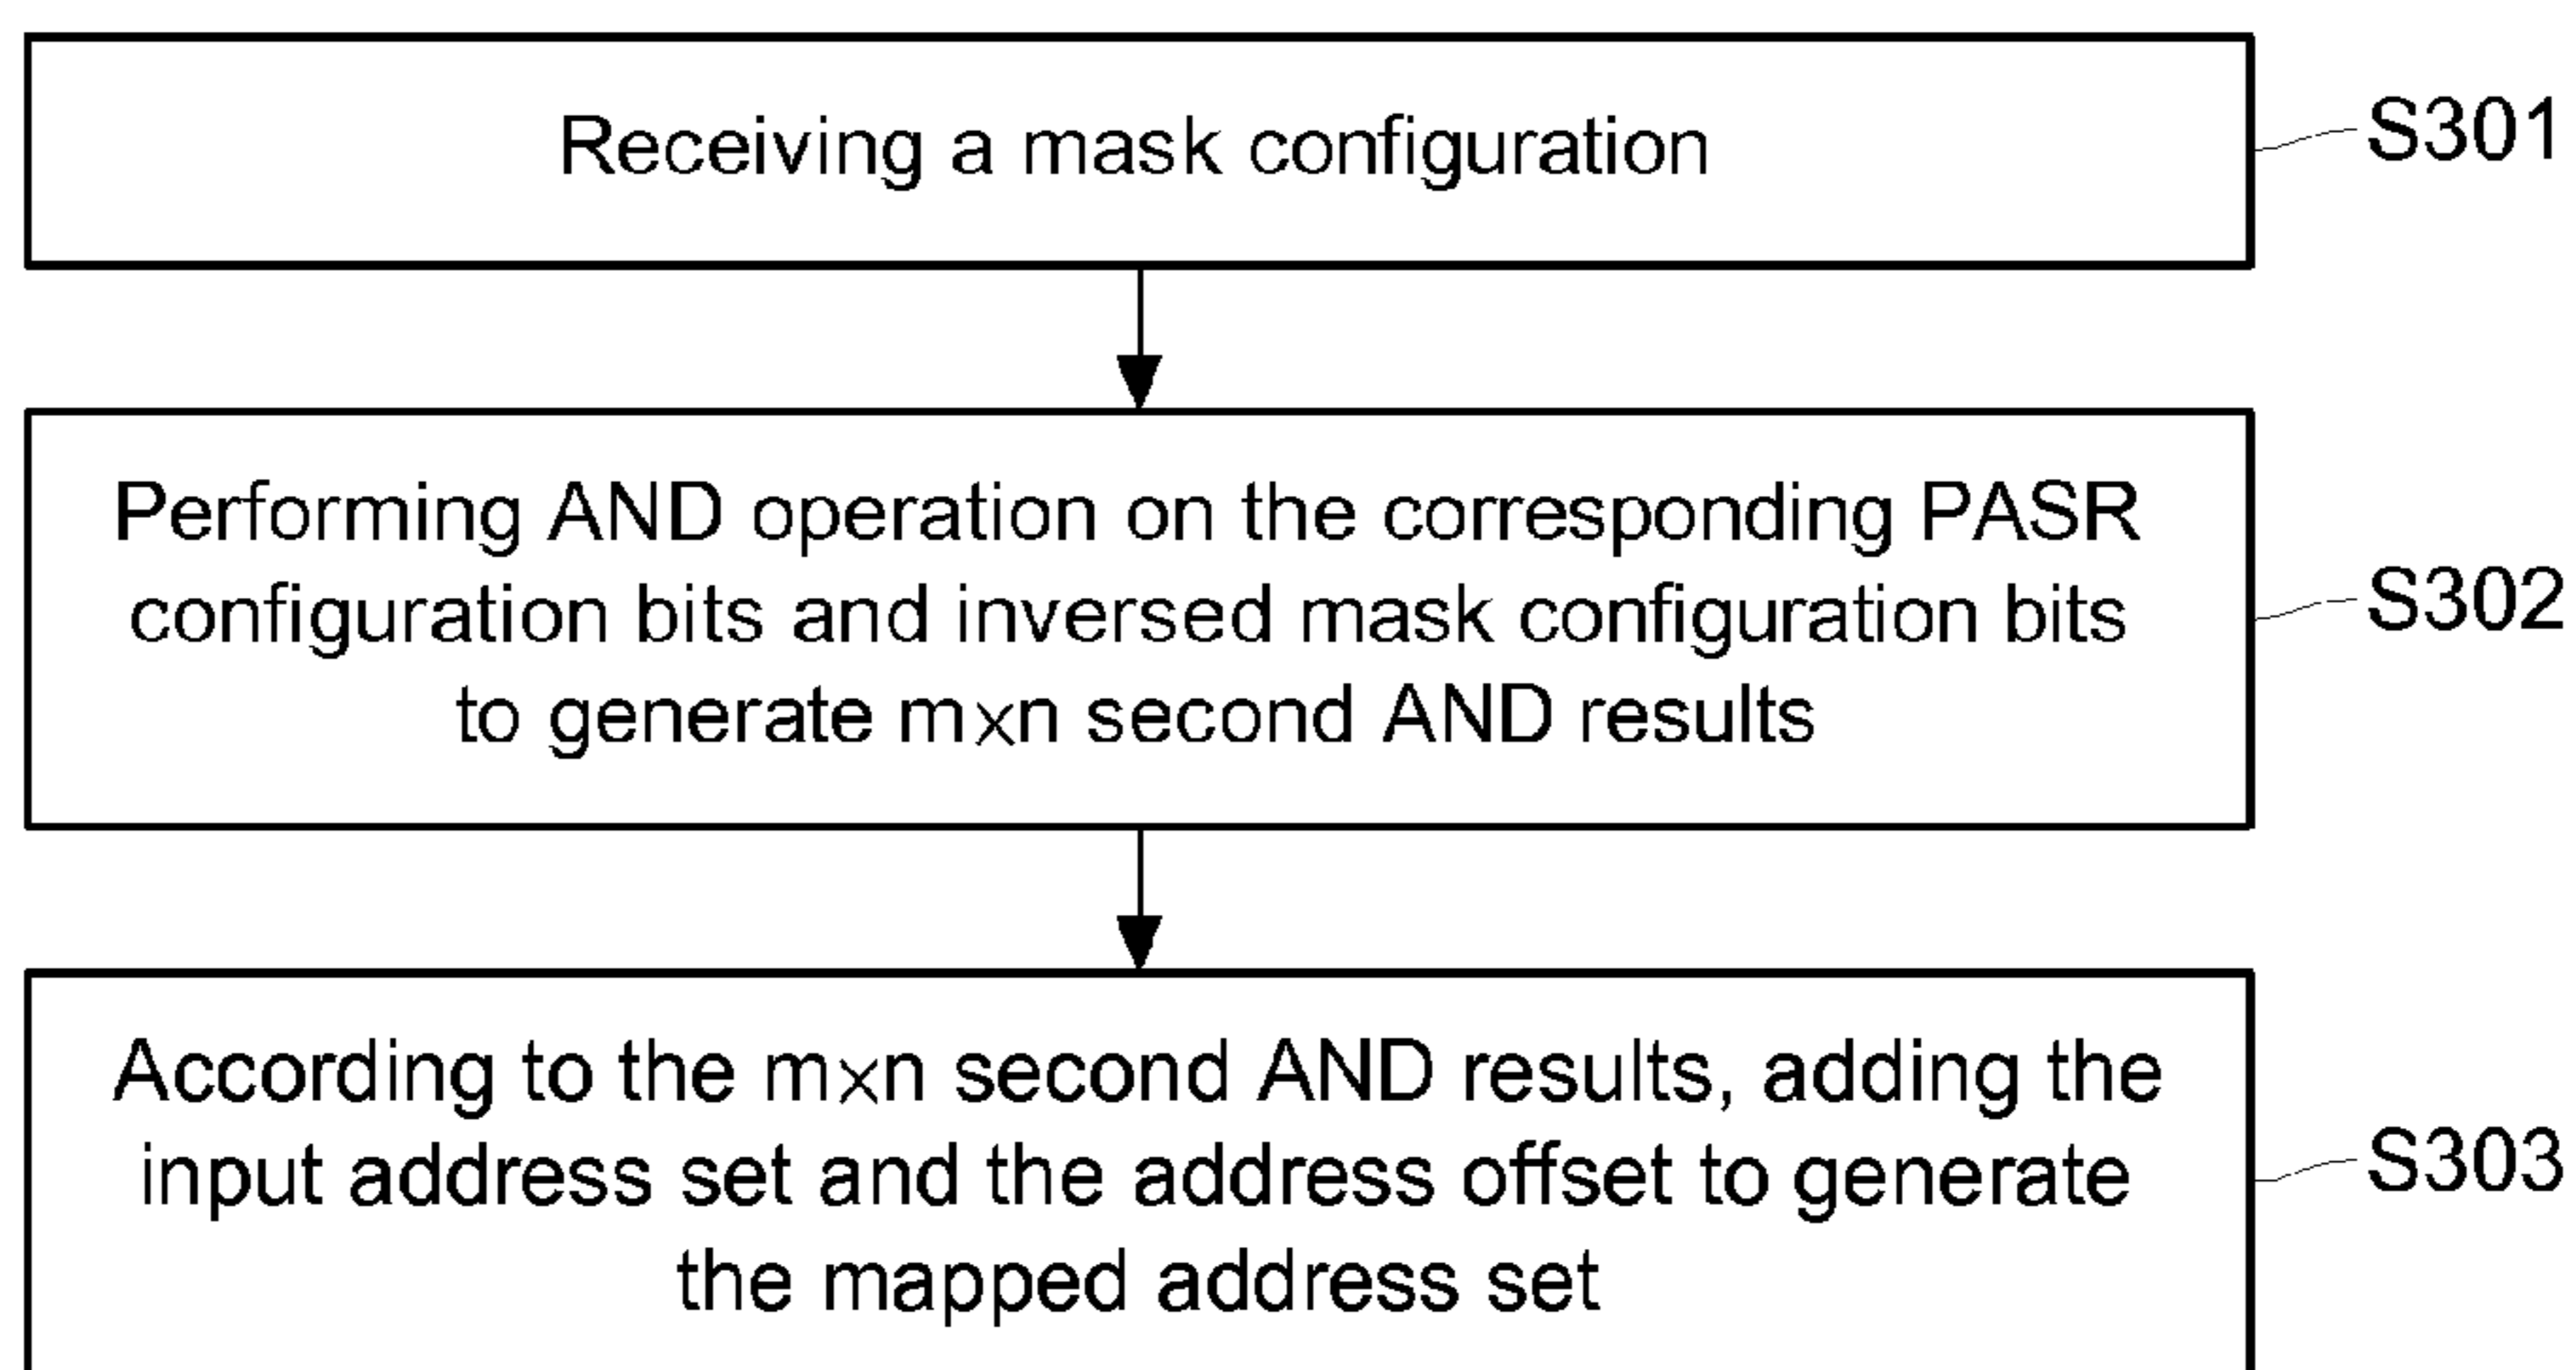 Receiving a mask configuration
S301
Performing AND operation on the corresponding PASR
configuration bits and inversed mask configuration bits
to generate m×n second AND results
S302
According to the m×n second AND results, adding the
input address set and the address offset to generate
the mapped address set
S303